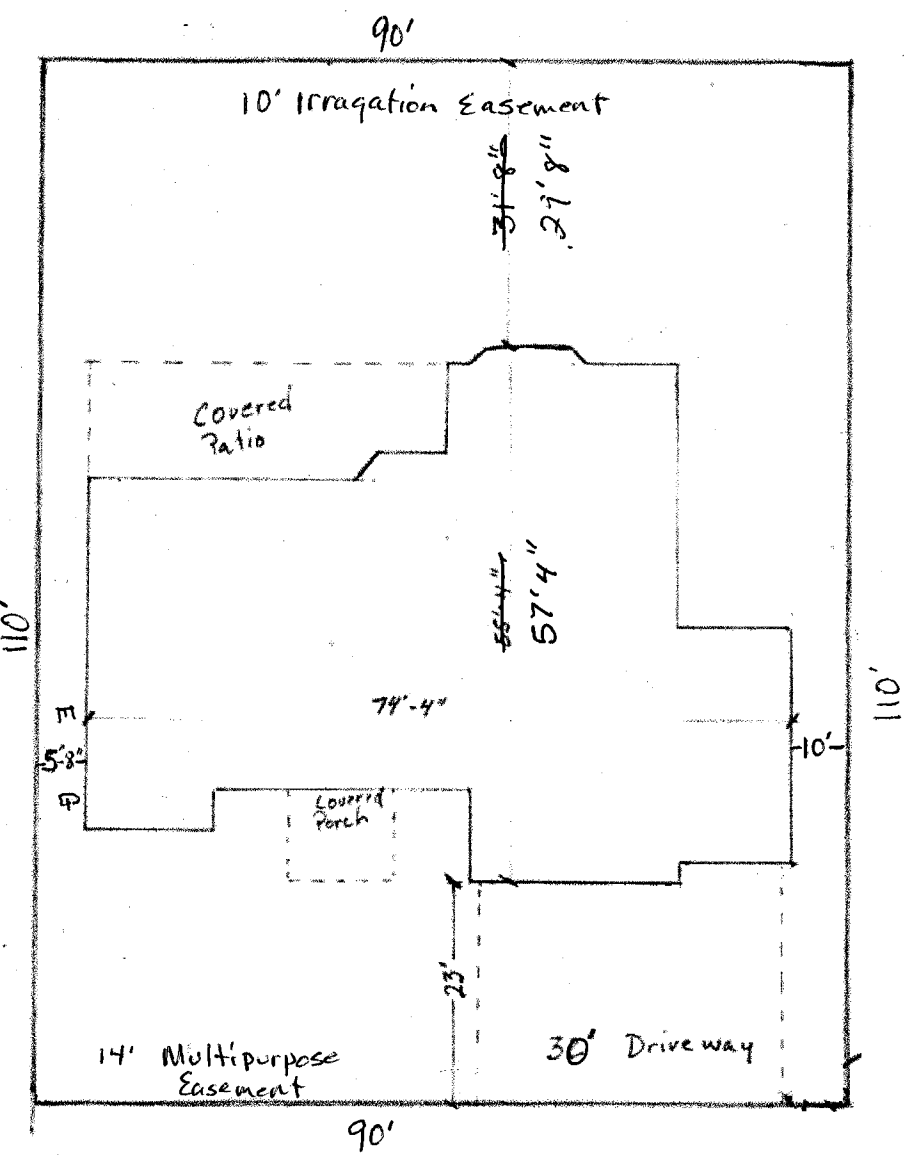 90'
10' Irragation Easement
31' 8"
29' 8"
Covered
Patio
110'
55'-4"
57'4"
74'-4"
110'
E
5'8"
10'
Covered
Porch
23'
14' Multipurpose
Easement
30' Driveway
90'